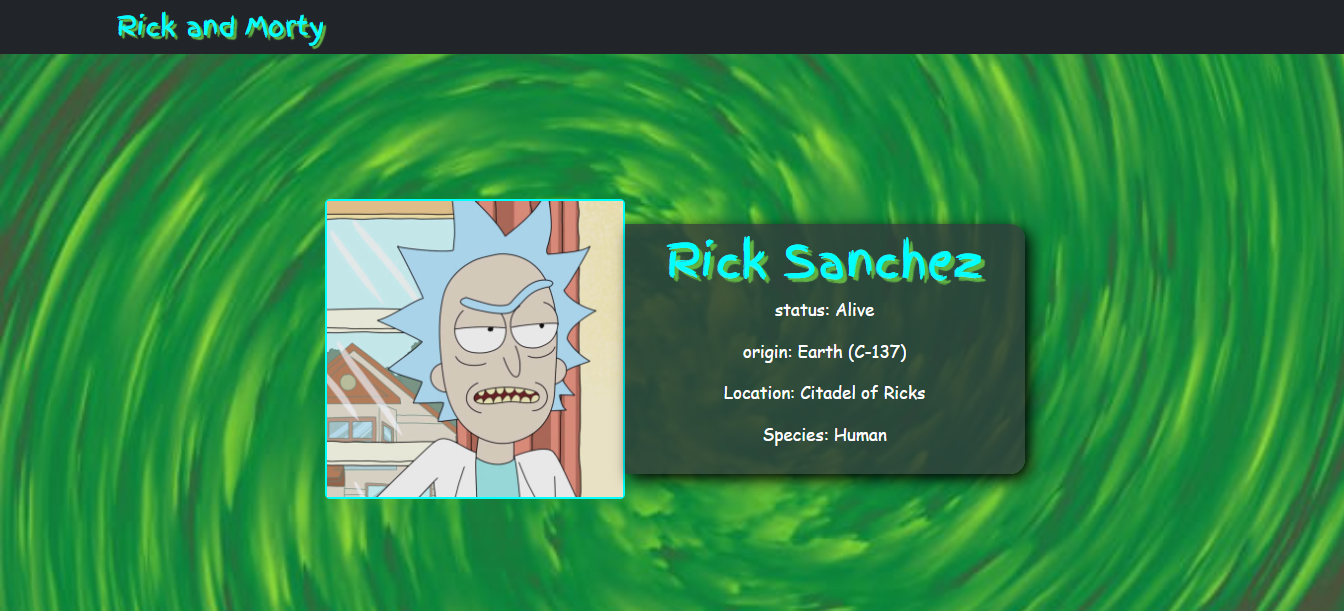 Rick and Morty
Rick Sanchez
status: Alive
origin: Earth (C-137)
Location: Citadel of Ricks
Species: Human